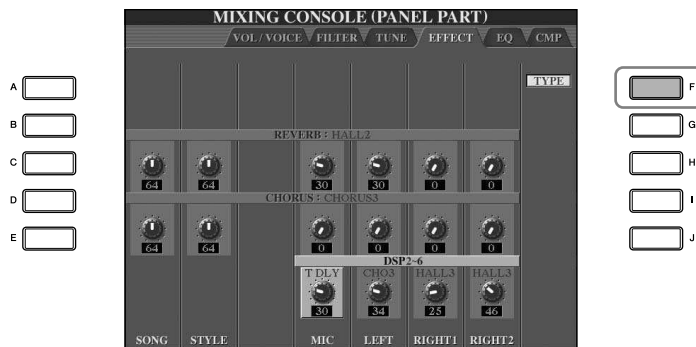 MIXING CONSOLE (PANEL PART)
VOL/VOICE FILTER TUNE EFFECT EQ CMP
TYPE
A
B
C
D
E
F
G
H
I
J
REVERB : HALL2
64 64 30 30 0 0
CHORUS : CHORUS3
64 64 0 0 0 0
DSP2~6
T DLY CHO3 HALL3 HALL3
30 34 25 46
SONG STYLE MIC LEFT RIGHT1 RIGHT2